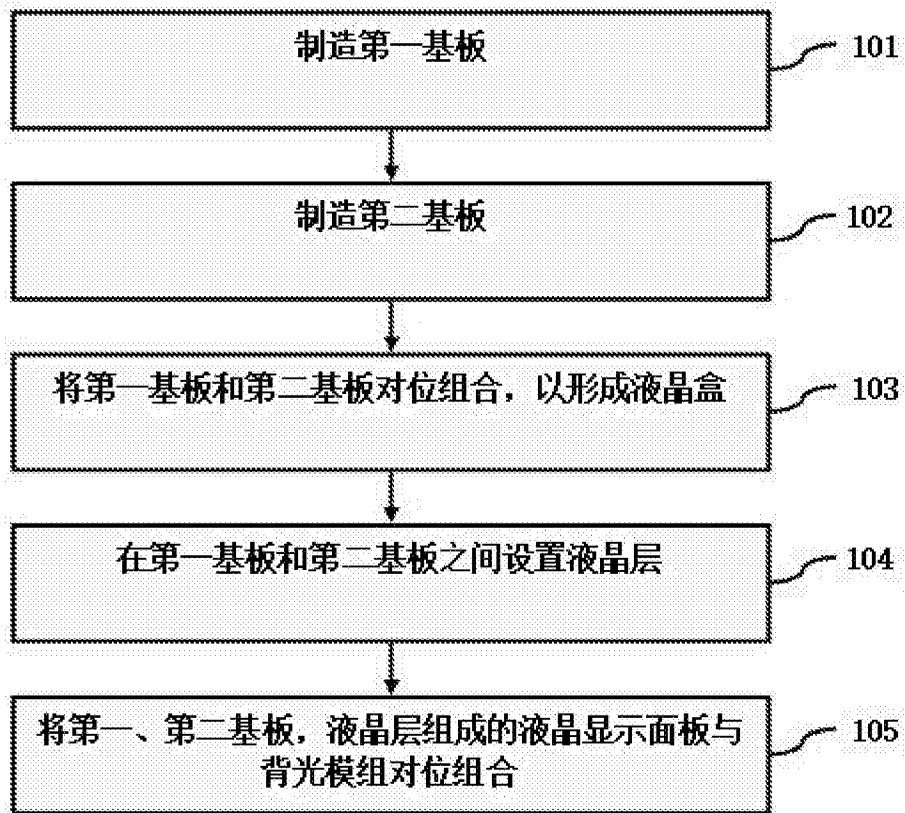 制造第一基板
101
制造第二基板
102
将第一基板和第二基板对位组合，以形成液晶盒
103
在第一基板和第二基板之间设置液晶层
104
将第一、第二基板，液晶层组成的液晶显示面板与
背光模组对位组合
105